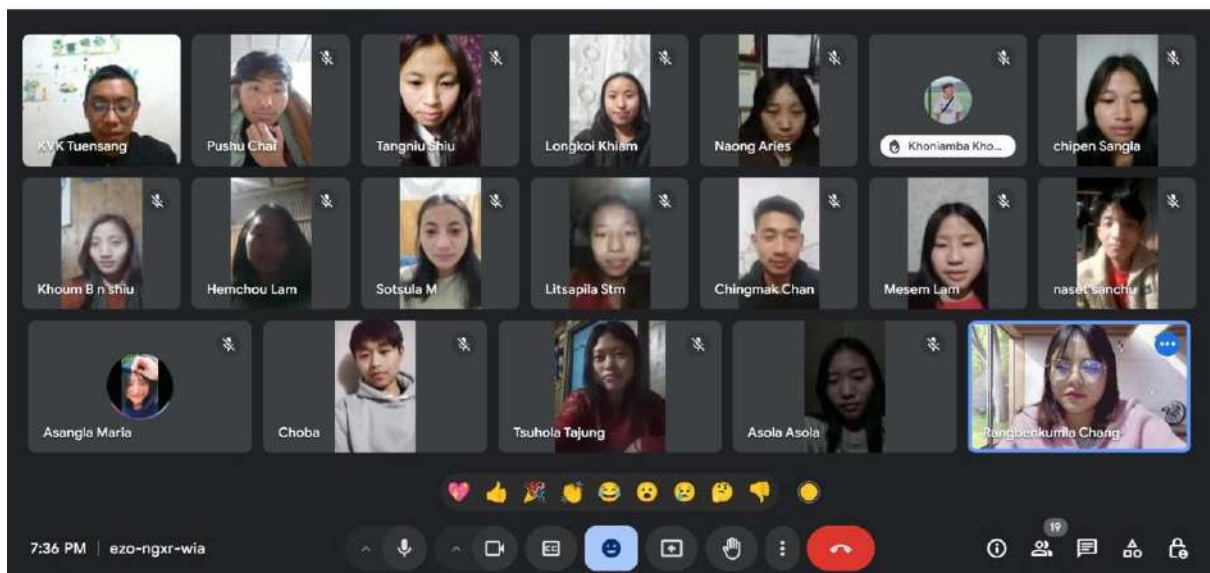 KVK Tuensang
Pushu Chai
Tangniu Shiu
Longkoi Khiam
Naong Aries
Khoniamba Kho...
chipen Sangla
Khoum B n shiu
Hemchou Lam
Sotsula M
Litsapila Stm
Chingmak Chan
Mesem Lam
naset sanchu
Asangla Maria
Choba
Tsuhola Tajung
Asola Asola
Rangbenkumla Chang
19
7:36 PM | ezo-ngxr-wia
CC